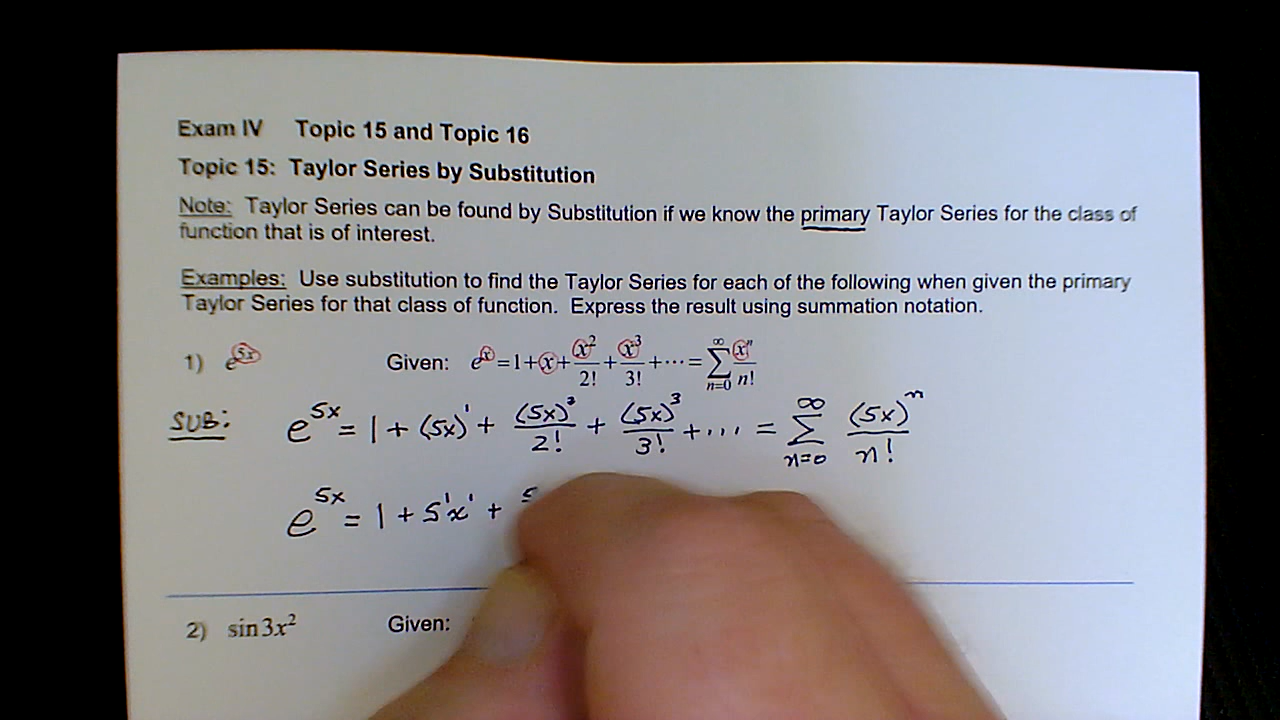 Exam IV Topic 15 and Topic 16
Topic 15: Taylor Series by Substitution
Note: Taylor Series can be found by Substitution if we know the primary Taylor Series for the class of
function that is of interest.
Examples: Use substitution to find the Taylor Series for each of the following when given the primary
Taylor Series for that class of function. Express the result using summation notation.
1) e^{5x} Given: e^x = 1 + x + x^2/2! + x^3/3! + ⋯ = ∑_{n=0}^{∞} x^n/n!
SUB: e^{5x} = 1 + (5x)^1 + (5x)^2/2! + (5x)^3/3! + ⋯ = ∑_{n=0}^{∞} (5x)^n/n!
e^{5x} = 1 + 5^1x^1 + 5
2) sin 3x^2 Given: